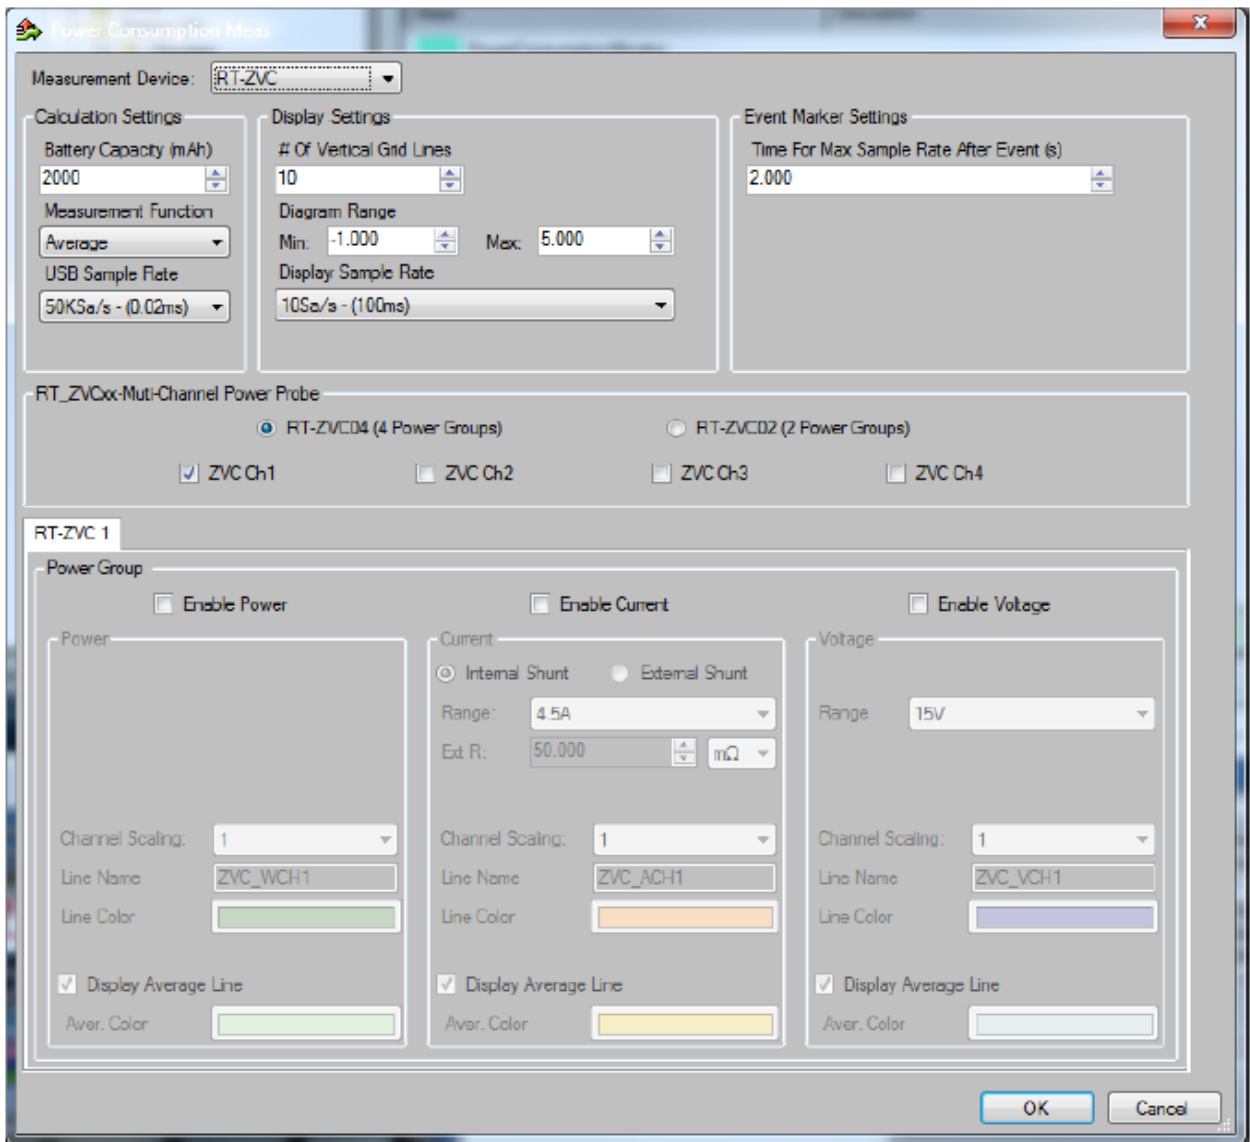 Power Consumption Meas
Measurement Device: RT-ZVC
Calculation Settings
Battery Capacity (mAh)
2000
Measurement Function
Average
USB Sample Rate
50KSa/s - (0.02ms)
Display Settings
# Of Vertical Grid Lines
10
Diagram Range
Min: -1.000 Max: 5.000
Display Sample Rate
10Sa/s - (100ms)
Event Marker Settings
Time For Max Sample Rate After Event (s)
2.000
RT_ZVCxx-Muti-Channel Power Probe
RT-ZVC04 (4 Power Groups) RT-ZVC02 (2 Power Groups)
ZVC Ch1 ZVC Ch2 ZVC Ch3 ZVC Ch4
RT-ZVC 1
Power Group
Enable Power Enable Current Enable Voltage
Power
Channel Scaling: 1
Line Name ZVC_WCH1
Line Color
Display Average Line
Aver. Color
Current
Internal Shunt External Shunt
Range: 4.5A
Ext R: 50.000 mΩ
Channel Scaling: 1
Line Name ZVC_ACH1
Line Color
Display Average Line
Aver. Color
Voltage
Range 15V
Channel Scaling: 1
Line Name ZVC_VCH1
Line Color
Display Average Line
Aver. Color
OK Cancel